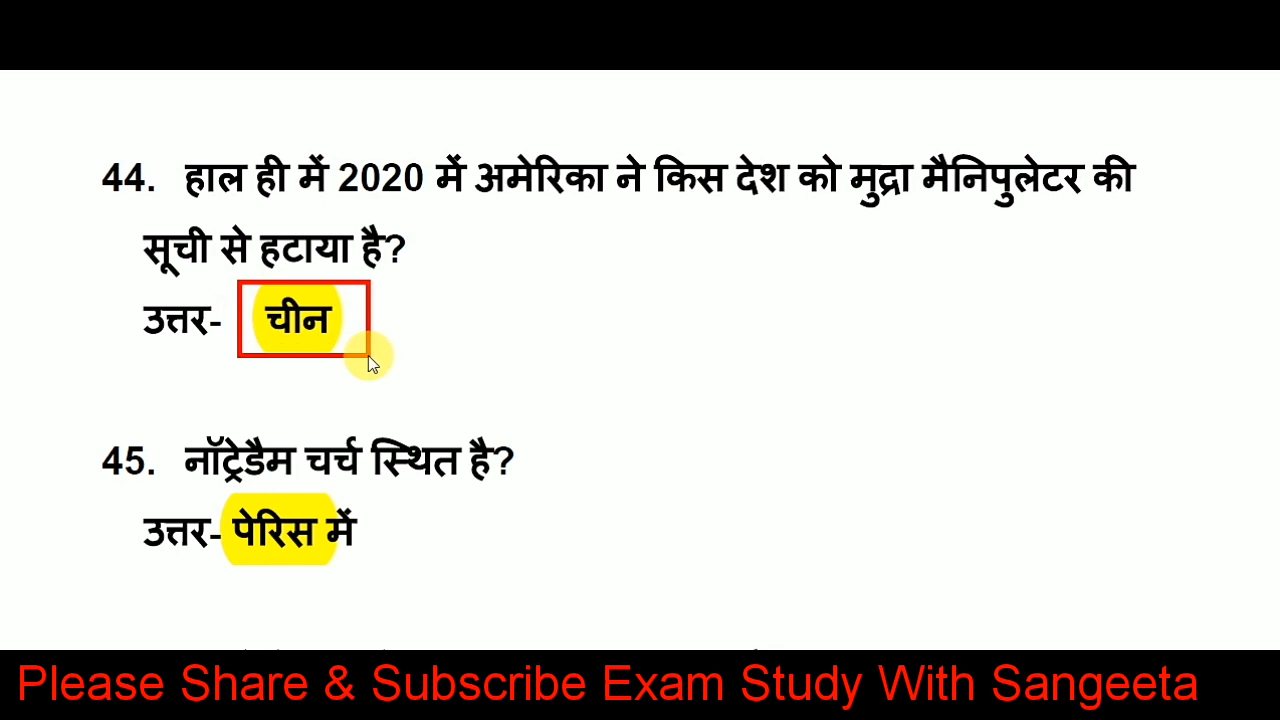 44. हाल ही में 2020 में अमेरिका ने किस देश को मुद्रा मैनिपुलेटर की
सूची से हटाया है?
उत्तर- चीन
45. नॉट्रेडैम चर्च स्थित है?
उत्तर- पेरिस में
Please Share & Subscribe Exam Study With Sangeeta